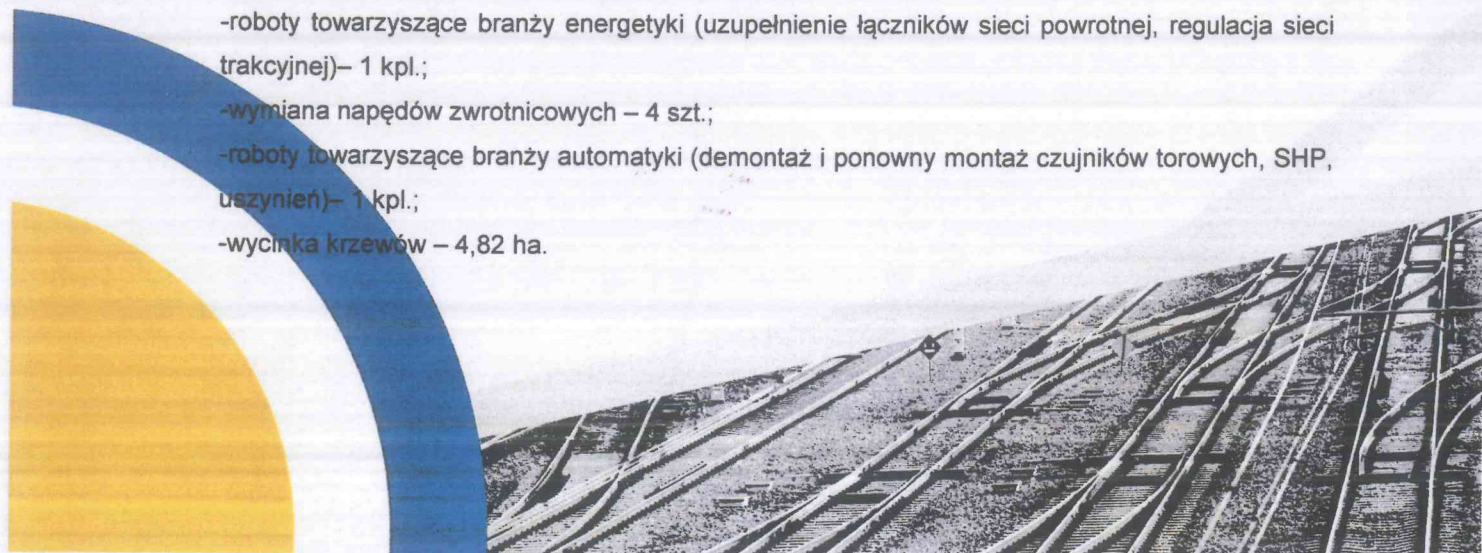 -roboty towarzyszące branży energetyki (uzupełnienie łączników sieci powrotnej, regulacja sieci
trakcyjnej)– 1 kpl.;
-wymiana napędów zwrotnicowych – 4 szt.;
-roboty towarzyszące branży automatyki (demontaż i ponowny montaż czujników torowych, SHP,
uszynień)– 1 kpl.;
-wycinka krzewów – 4,82 ha.